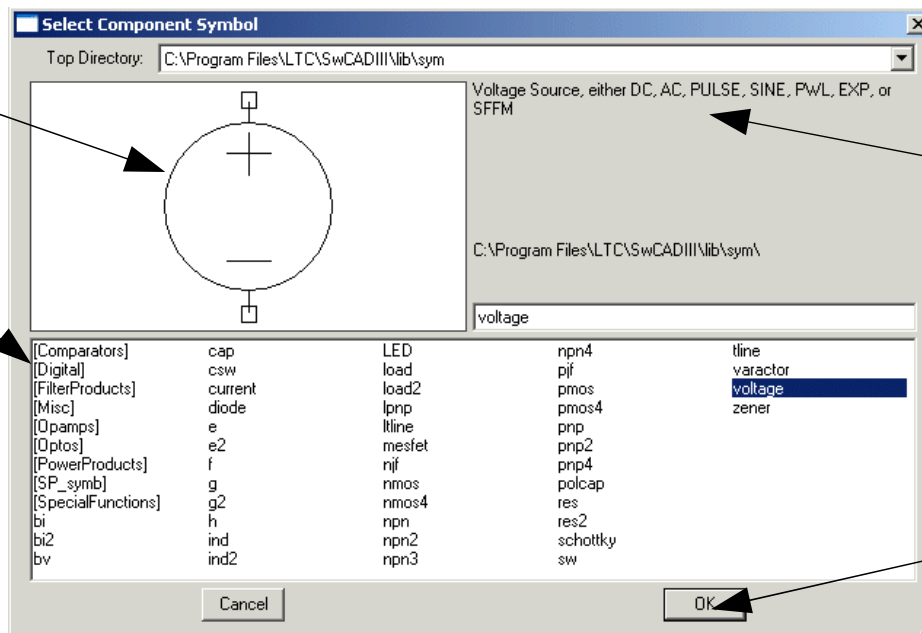 Select Component Symbol
Top Directory: C:\Program Files\LTC\SwCADIII\lib\sym
Voltage Source, either DC, AC, PULSE, SINE, PWL, EXP, or
SFFM
C:\Program Files\LTC\SwCADIII\lib\sym\
voltage
[Comparators] cap LED npn4 tline
[Digital] csw load pjf varactor
[FilterProducts] current load2 pmos voltage
[Misc] diode lpnp pmos4 zener
[Opamps] e ltline pnp
[Optos] e2 mesfet pnp2
[PowerProducts] f njf pnp4
[SP_symb] g nmos polcap
[SpecialFunctions] g2 nmos4 res
bi h npn res2
bi2 ind npn2 schottky
bv ind2 npn3 sw
Cancel OK